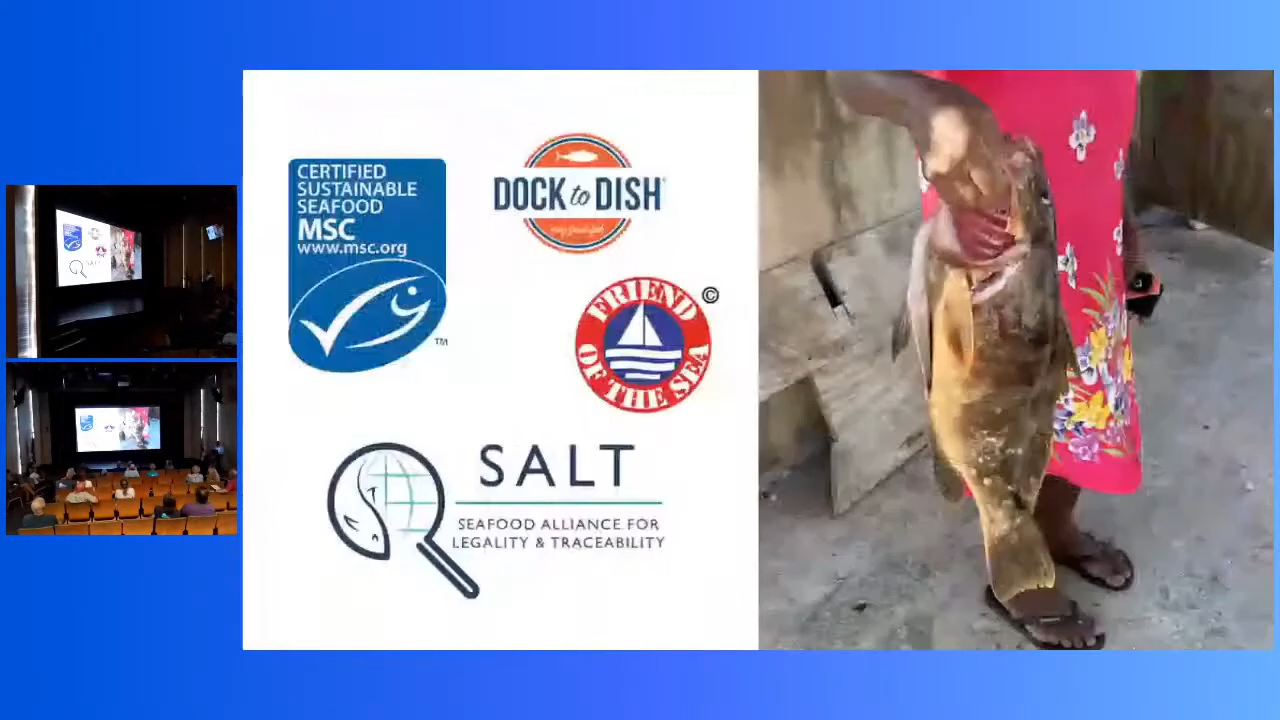 CERTIFIED
SUSTAINABLE
SEAFOOD
MSC
www.msc.org
TM
DOCK to DISH
FRIEND
OF THE SEA
©
SALT
SEAFOOD ALLIANCE FOR
LEGALITY & TRACEABILITY